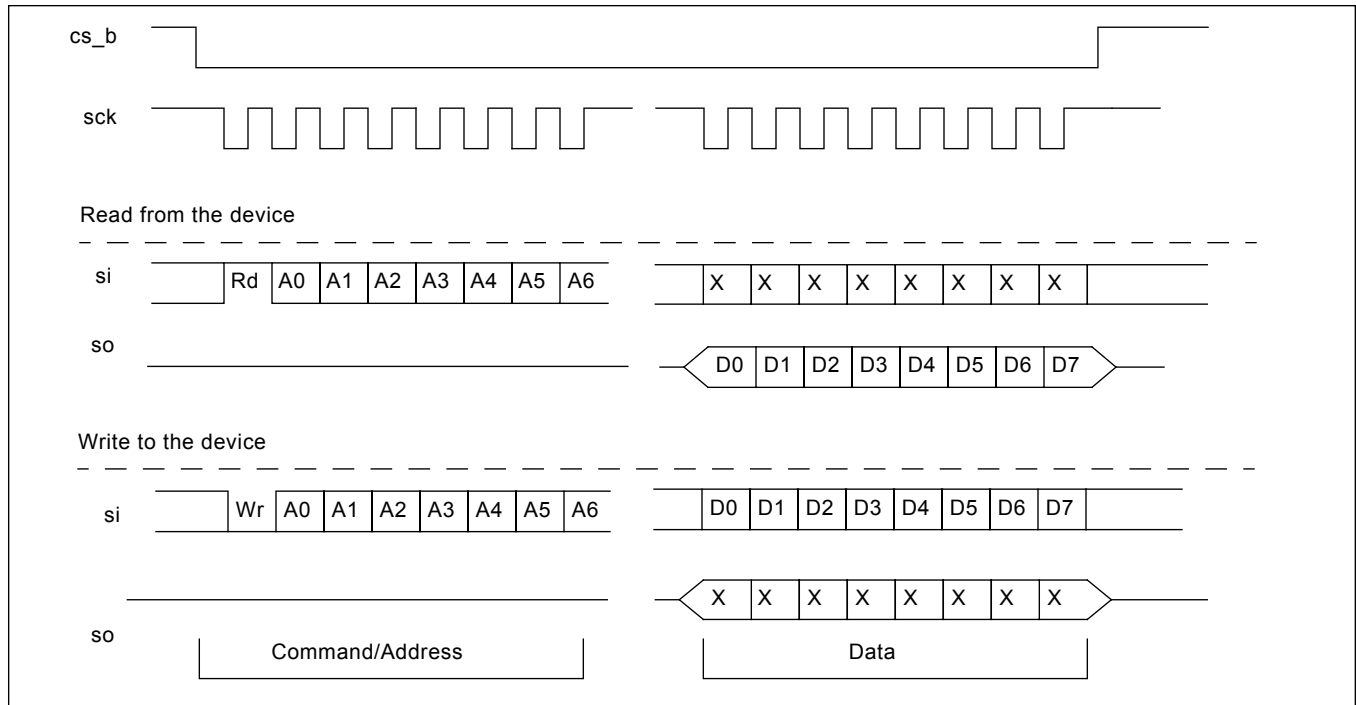 cs_b
sck
Read from the device
si Rd A0 A1 A2 A3 A4 A5 A6 X X X X X X X X
so D0 D1 D2 D3 D4 D5 D6 D7
Write to the device
si Wr A0 A1 A2 A3 A4 A5 A6 D0 D1 D2 D3 D4 D5 D6 D7
so X X X X X X X X
Command/Address Data